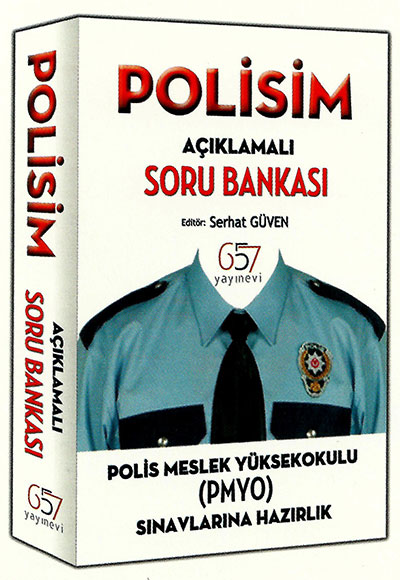 POLİSİM
AÇIKLAMALI
SORU BANKASI
Editör: Serhat GÜVEN
657
yayınevi
POLİS MESLEK YÜKSEKOKULU
(PMYO)
SINAVLARINA HAZIRLIK
POLİSİM
AÇIKLAMALI
SORU BANKASI
657
yayınevi